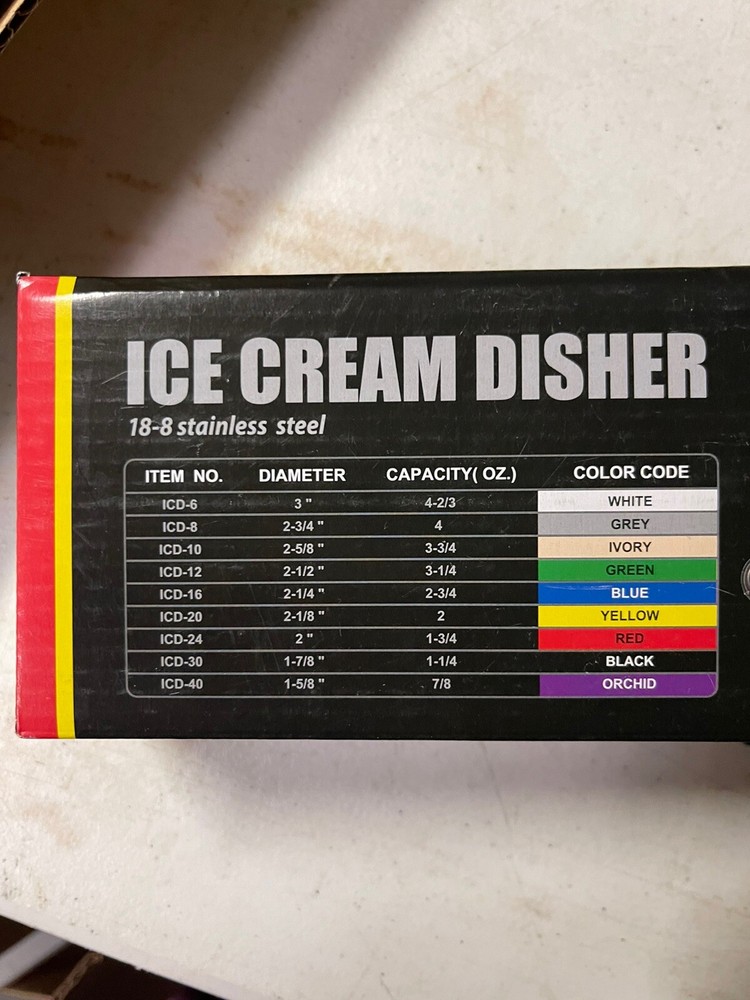 ICE CREAM DISHER
18-8 stainless steel
ITEM NO. DIAMETER CAPACITY( OZ.) COLOR CODE
ICD-6 3 " 4-2/3 WHITE
ICD-8 2-3/4 " 4 GREY
ICD-10 2-5/8 " 3-3/4 IVORY
ICD-12 2-1/2 " 3-1/4 GREEN
ICD-16 2-1/4 " 2-3/4 BLUE
ICD-20 2-1/8 " 2 YELLOW
ICD-24 2 " 1-3/4 RED
ICD-30 1-7/8 " 1-1/4 BLACK
ICD-40 1-5/8 " 7/8 ORCHID